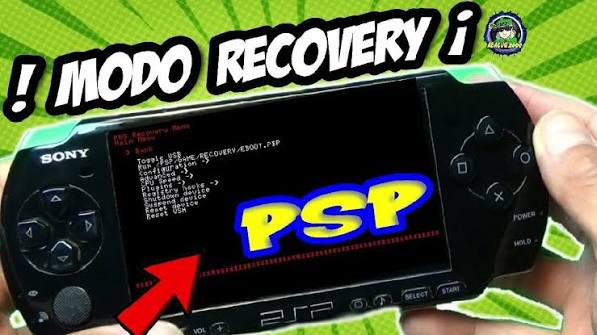 ! MODO RECOVERY ¡
SONY
PRO Recovery Menu
Main Menu
> Back
Toggle USB
Run /PSP/GAME/RECOVERY/EBOOT.PSP
Configuration ->
Advanced ->
CPU Speed ->
Plugins ->
Registry hacks ->
Shutdown device
Suspend device
Reset device
Reset VSH
PSP
POWER
HOLD
VOL
+
SELECT
START
PSP